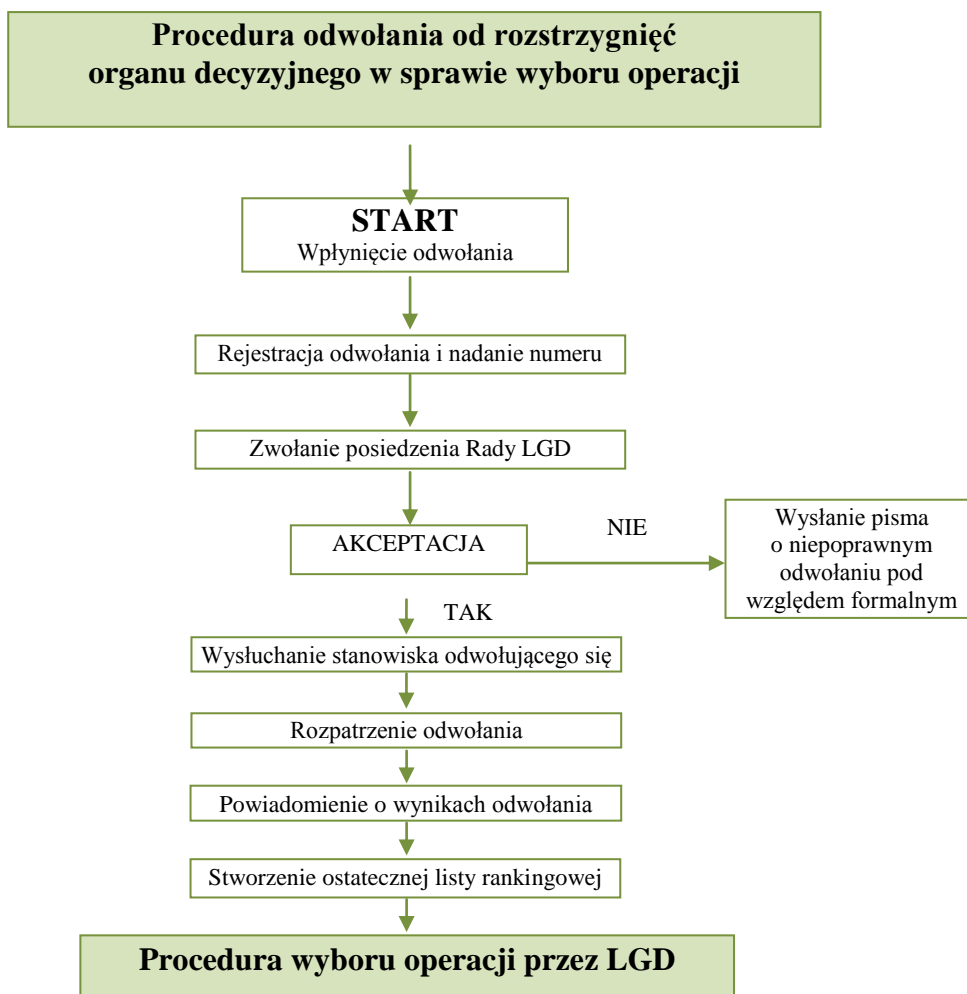 Procedura odwołania od rozstrzygnięć
organu decyzyjnego w sprawie wyboru operacji
START
Wpłynięcie odwołania
Rejestracja odwołania i nadanie numeru
Zwołanie posiedzenia Rady LGD
AKCEPTACJA
NIE
Wysłanie pisma
o niepoprawnym
odwołaniu pod
względem formalnym
TAK
Wysłuchanie stanowiska odwołującego się
Rozpatrzenie odwołania
Powiadomienie o wynikach odwołania
Stworzenie ostatecznej listy rankingowej
Procedura wyboru operacji przez LGD